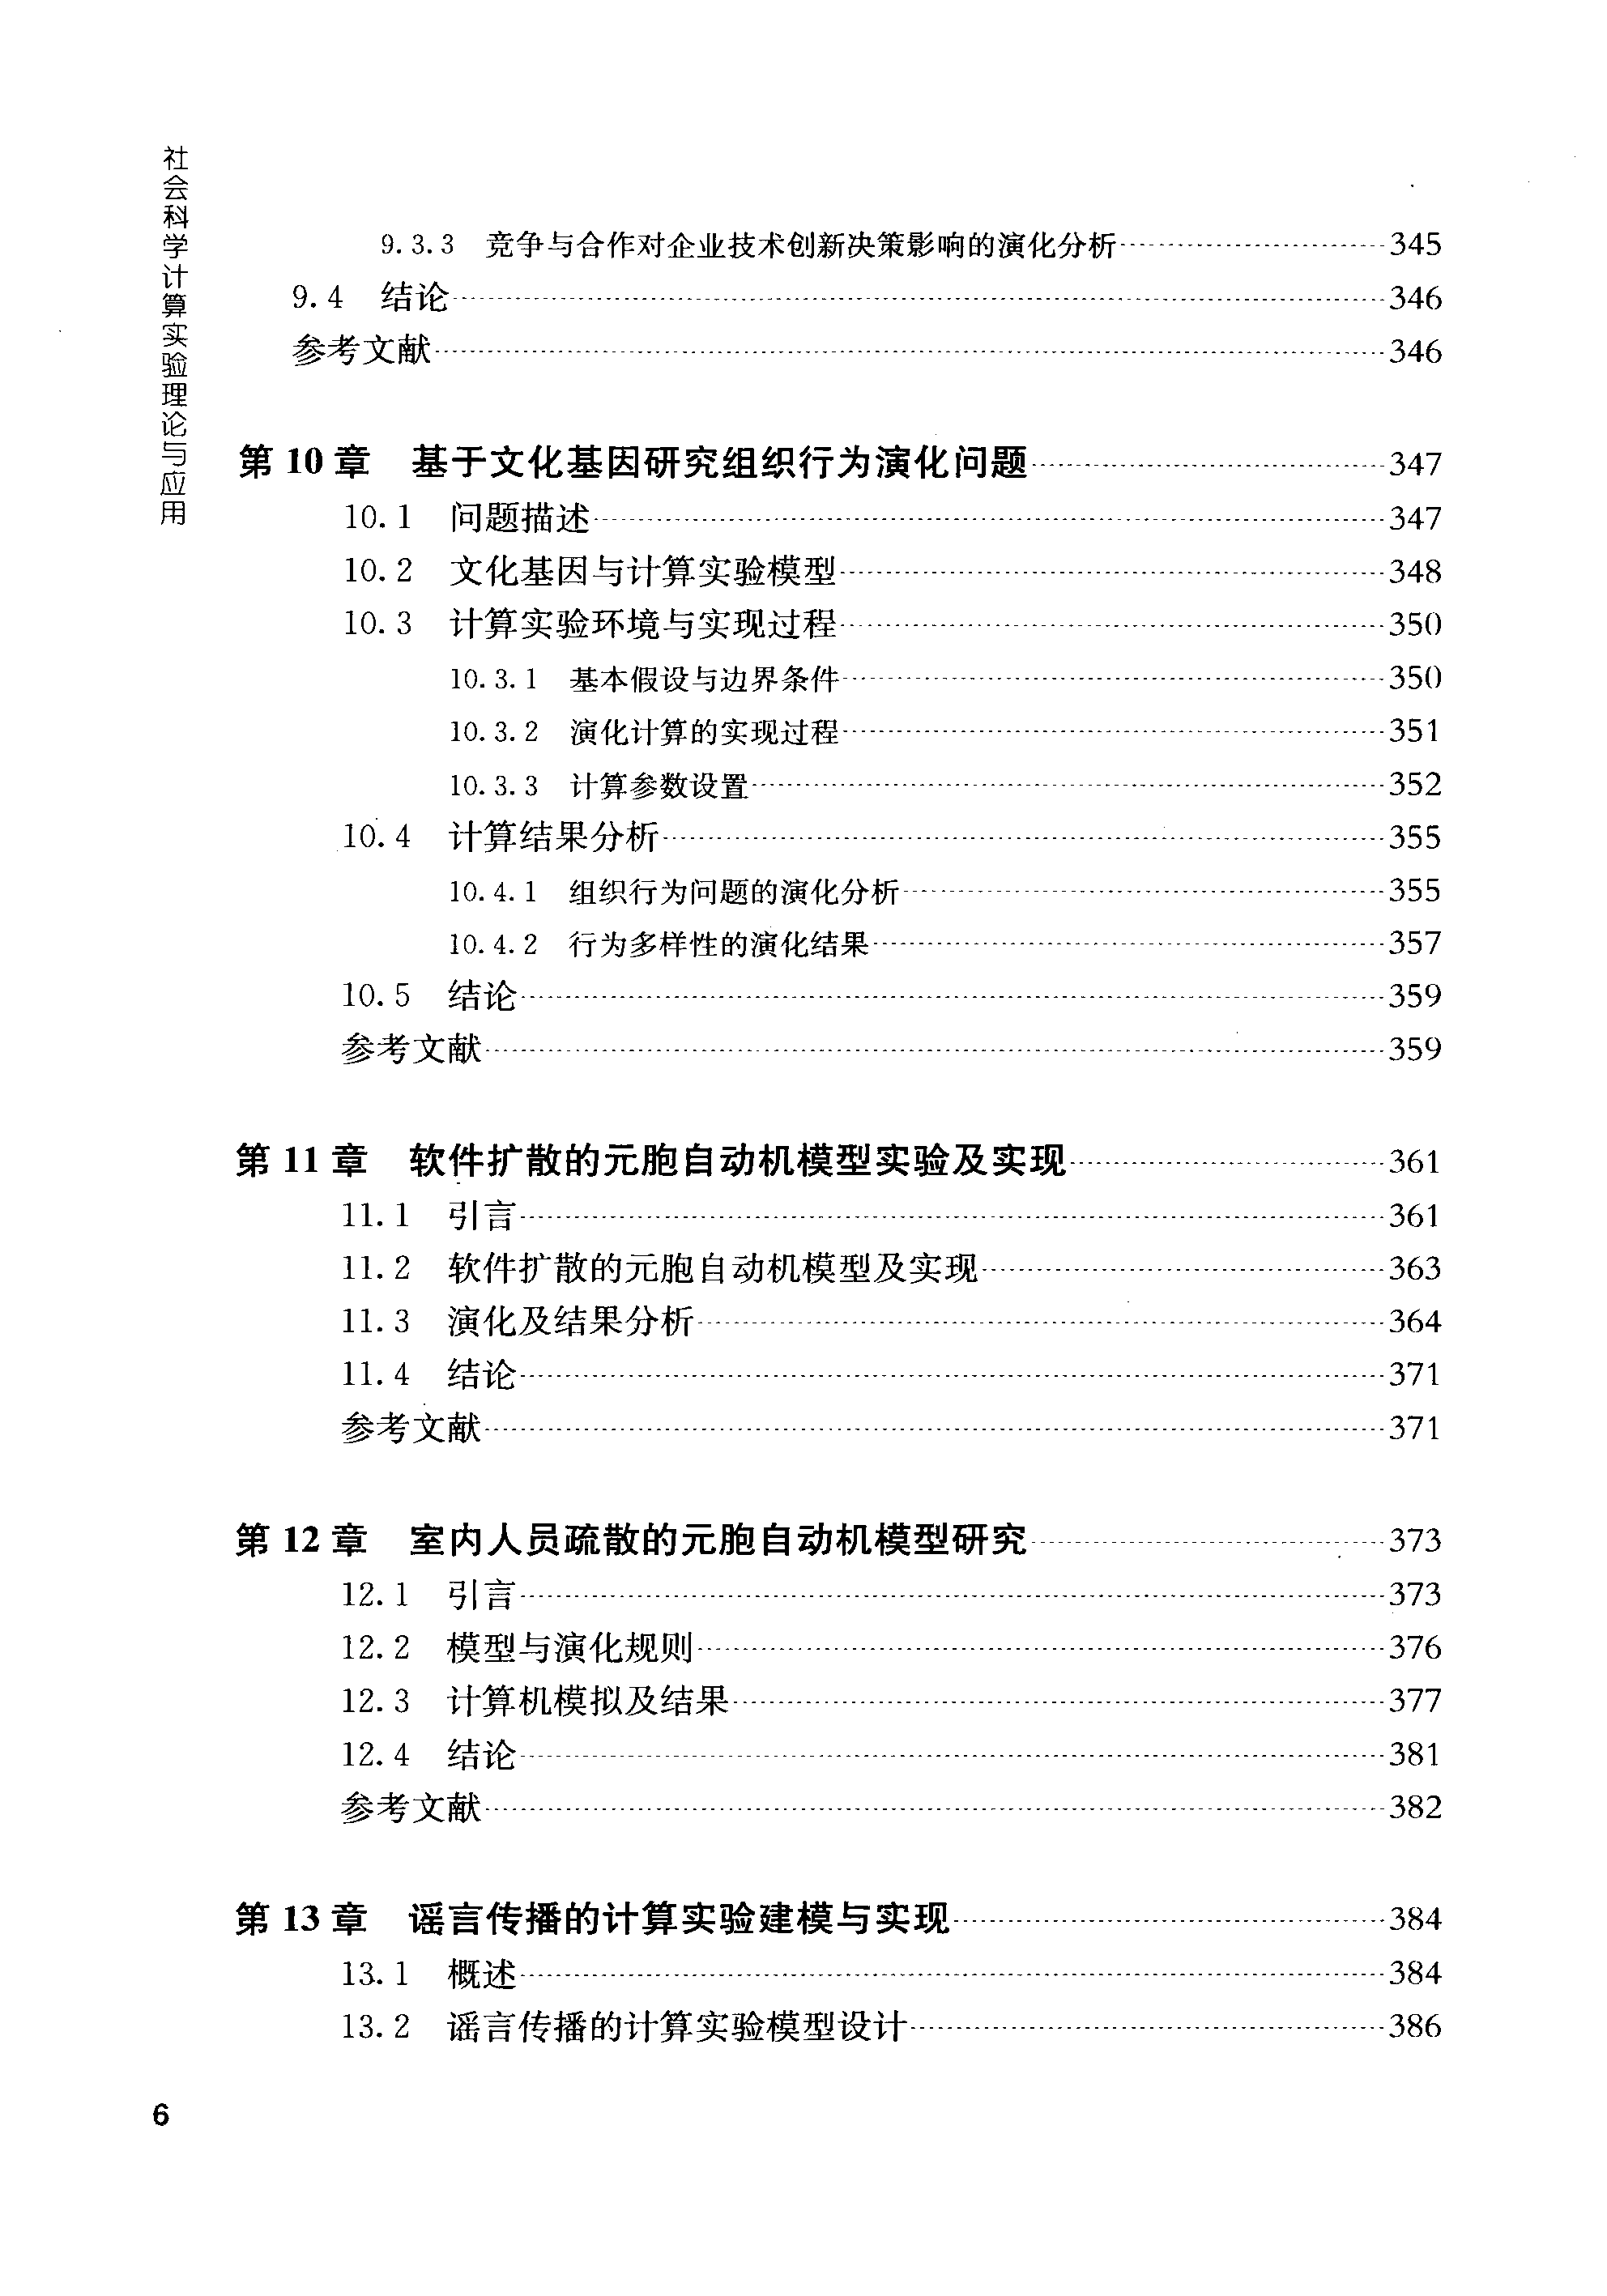 社会科学计算实验理论与应用
9.3.3 竞争与合作对企业技术创新决策影响的演化分析……345
9.4 结论……346
参考文献……346
第10章 基于文化基因研究组织行为演化问题……347
10.1 问题描述……347
10.2 文化基因与计算实验模型……348
10.3 计算实验环境与实现过程……350
10.3.1 基本假设与边界条件……350
10.3.2 演化计算的实现过程……351
10.3.3 计算参数设置……352
10.4 计算结果分析……355
10.4.1 组织行为问题的演化分析……355
10.4.2 行为多样性的演化结果……357
10.5 结论……359
参考文献……359
第11章 软件扩散的元胞自动机模型实验及实现……361
11.1 引言……361
11.2 软件扩散的元胞自动机模型及实现……363
11.3 演化及结果分析……364
11.4 结论……371
参考文献……371
第12章 室内人员疏散的元胞自动机模型研究……373
12.1 引言……373
12.2 模型与演化规则……376
12.3 计算机模拟及结果……377
12.4 结论……381
参考文献……382
第13章 谣言传播的计算实验建模与实现……384
13.1 概述……384
13.2 谣言传播的计算实验模型设计……386
6